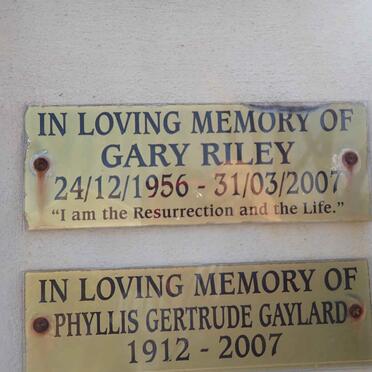 IN LOVING MEMORY OF
GARY RILEY
24/12/1956 - 31/03/2007
“I am the Resurrection and the Life.”
IN LOVING MEMORY OF
PHYLLIS GERTRUDE GAYLARD
1912 - 2007